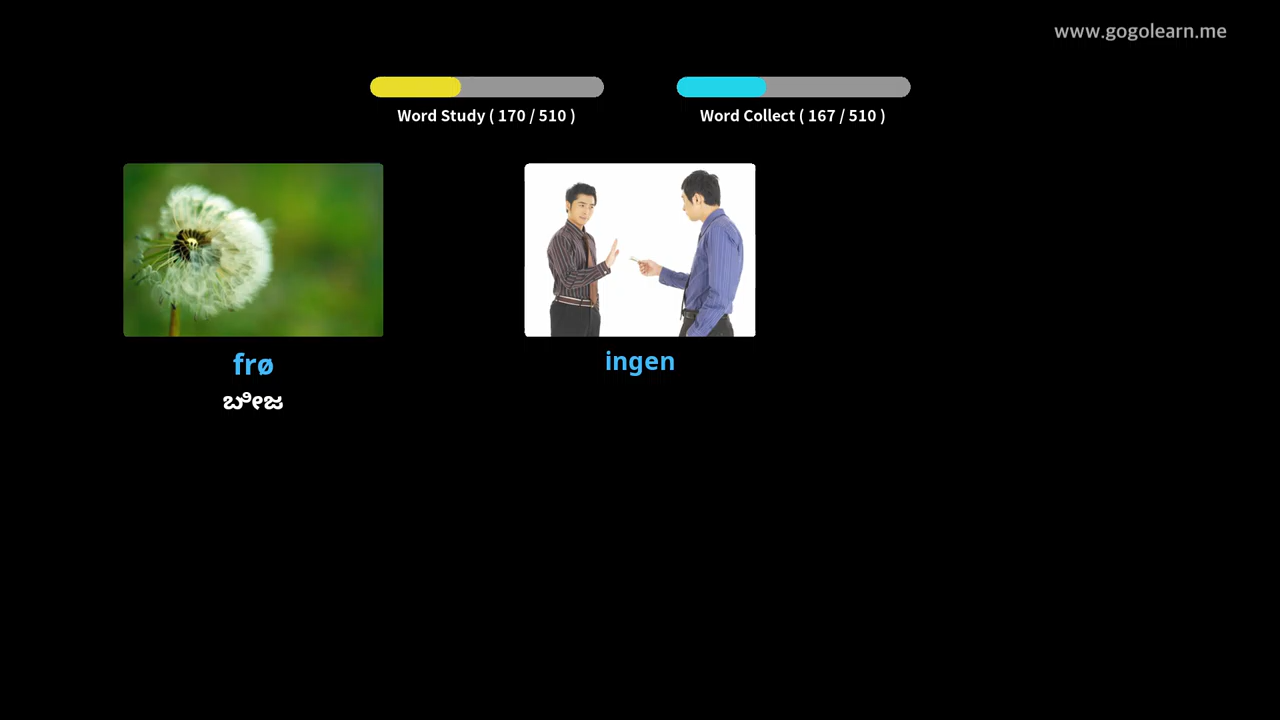 www.gogolearn.me
Word Study ( 170 / 510 )
Word Collect ( 167 / 510 )
frø
ಬೀಜ
ingen